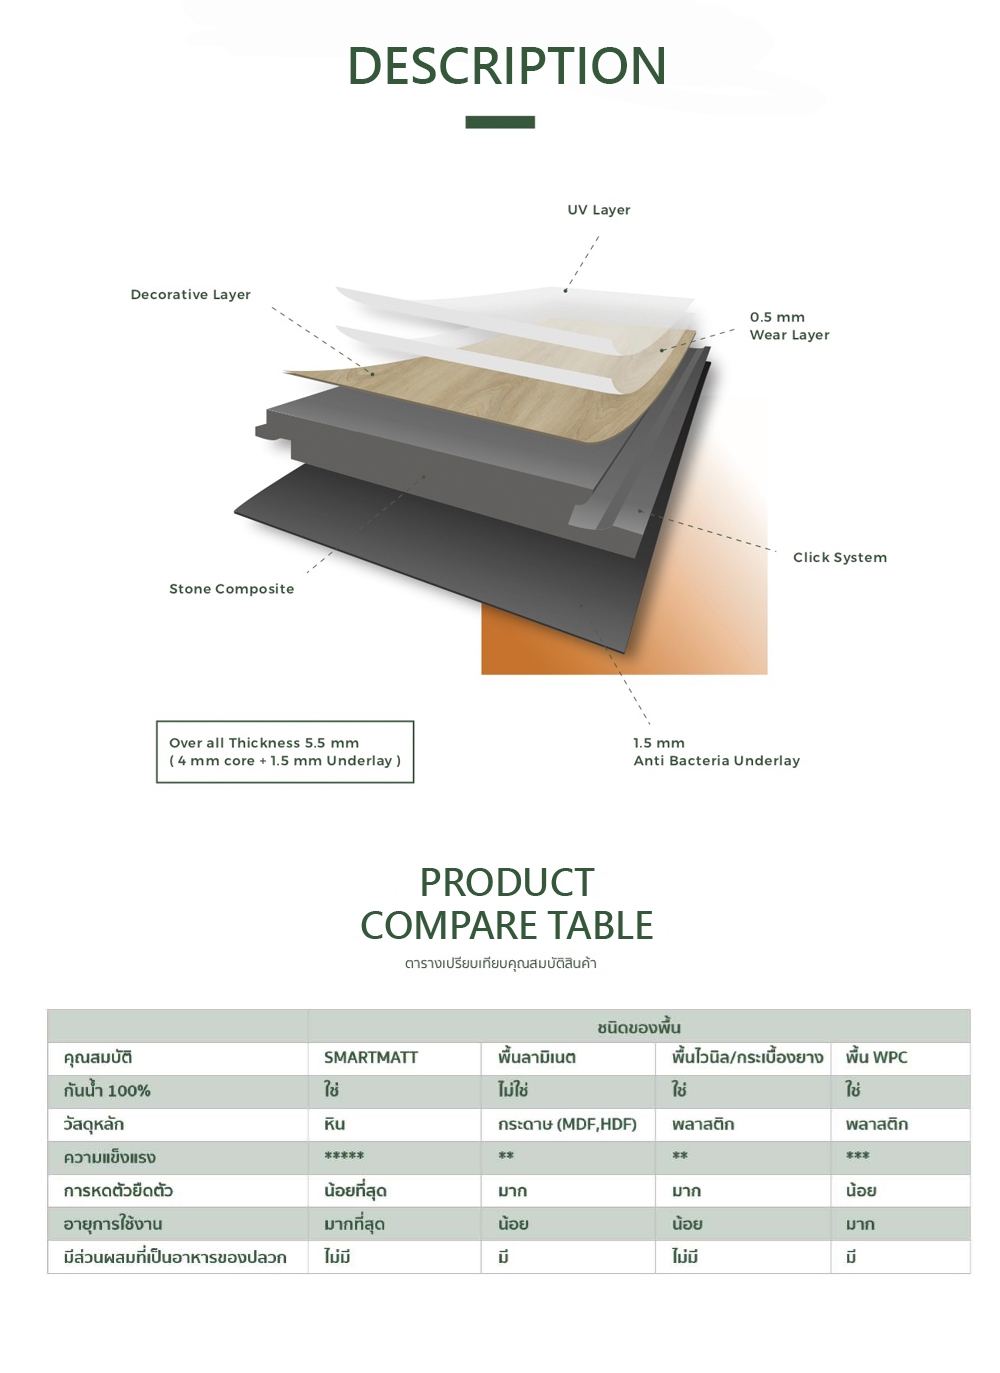 DESCRIPTION
UV Layer
Decorative Layer
0.5 mm
Wear Layer
Click System
Stone Composite
Over all Thickness 5.5 mm
( 4 mm core + 1.5 mm Underlay )
1.5 mm
Anti Bacteria Underlay
PRODUCT
COMPARE TABLE
ตารางเปรียบเทียบคุณสมบัติสินค้า
ชนิดของพื้น
คุณสมบัติ SMARTMATT พื้นลามิเนต พื้นไวนิล/กระเบื้องยาง พื้น WPC
กันน้ำ 100% ใช่ ไม่ใช่ ใช่ ใช่
วัสดุหลัก หิน กระดาษ (MDF,HDF) พลาสติก พลาสติก
ความแข็งแรง ***** ** ** ***
การหดตัวยืดตัว น้อยที่สุด มาก มาก น้อย
อายุการใช้งาน มากที่สุด น้อย น้อย มาก
มีส่วนผสมที่เป็นอาหารของปลวก ไม่มี มี ไม่มี มี